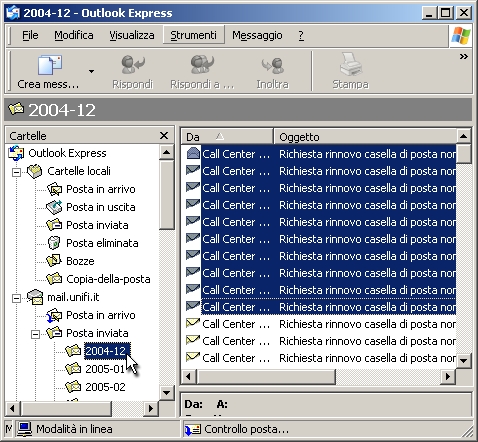 2004-12 - Outlook Express
File Modifica Visualizza Strumenti Messaggio ?
Crea mess... Rispondi Rispondi a ... Inoltra Stampa
2004-12
Cartelle
Outlook Express
Cartelle locali
Posta in arrivo
Posta in uscita
Posta inviata
Posta eliminata
Bozze
Copia-della-posta
mail.unifi.it
Posta in arrivo
Posta inviata
2004-12
2005-01
2005-02
Da Oggetto
Call Center ... Richiesta rinnovo casella di posta nor
Call Center ... Richiesta rinnovo casella di posta nor
Call Center ... Richiesta rinnovo casella di posta nor
Call Center ... Richiesta rinnovo casella di posta nor
Call Center ... Richiesta rinnovo casella di posta nor
Call Center ... Richiesta rinnovo casella di posta nor
Call Center ... Richiesta rinnovo casella di posta nor
Call Center ... Richiesta rinnovo casella di posta nor
Call Center ... Richiesta rinnovo casella di posta nor
Call Center ... Richiesta rinnovo casella di posta nor
Call Center ... Richiesta rinnovo casella di posta nor
Call Center ... Richiesta rinnovo casella di posta nor
Call Center ... Richiesta rinnovo casella di posta nor
Da: A:
M Modalità in linea Controllo posta...